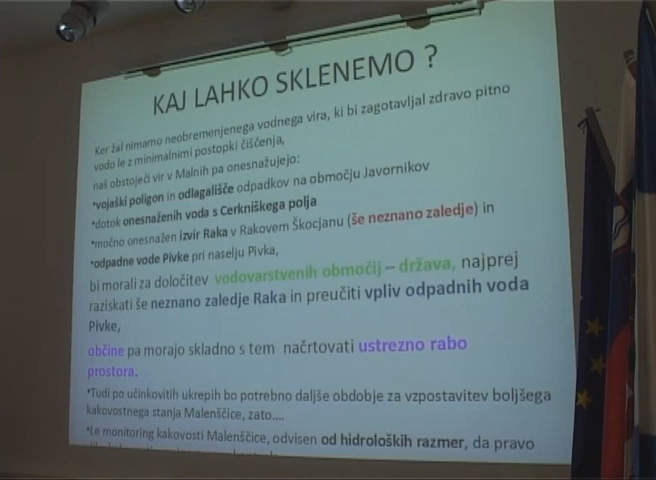 KAJ LAHKO SKLENEMO ?
Ker žal nimamo neobremenjenega vodnega vira, ki bi zagotavljal zdravo pitno
vodo le z minimalnimi postopki čiščenja,
naš obstoječi vir v Malnih pa onesnažujejo:
•vojaški poligon in odlagališče odpadkov na območju Javornikov
•dotok onesnaženih voda s Cerkniškega polja
•močno onesnažen izvir Raka v Rakovem Škocjanu (še neznano zaledje) in
•odpadne vode Pivke pri naselju Pivka,
bi morali za določitev vodovarstvenih območij – država, najprej
raziskati še neznano zaledje Raka in preučiti vpliv odpadnih voda
Pivke,
občine pa morajo skladno s tem načrtovati ustrezno rabo
prostora.
•Tudi po učinkovitih ukrepih bo potrebno daljše obdobje za vzpostavitev boljšega
kakovostnega stanja Malenščice, zato....
•Le monitoring kakovosti Malenščice, odvisen od hidroloških razmer, da pravo